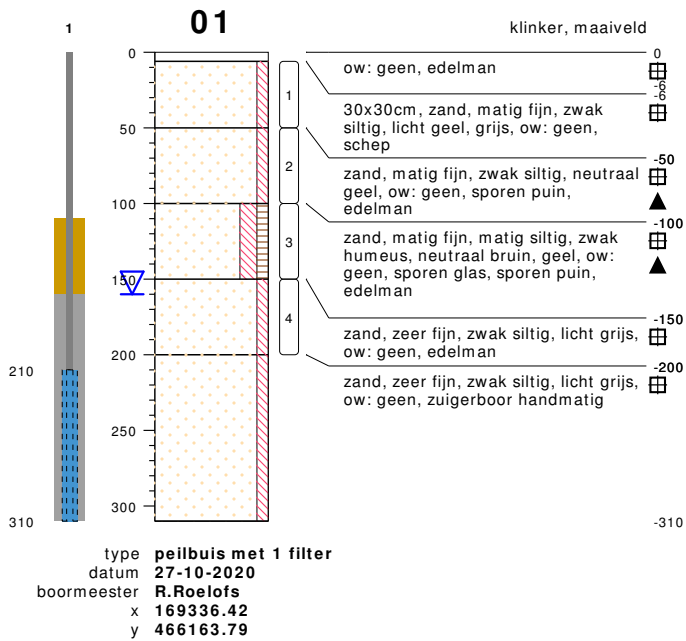 01
1
klinker, maaiveld
0
0
ow: geen, edelman
-6
-6
30x30cm, zand, matig fijn, zwak
siltig, licht geel, grijs, ow: geen,
schep
1
50
-50
zand, matig fijn, zwak siltig, neutraal
geel, ow: geen, sporen puin,
edelman
2
100
-100
zand, matig fijn, matig siltig, zwak
humeus, neutraal bruin, geel, ow:
geen, sporen glas, sporen puin,
edelman
3
150
-150
zand, zeer fijn, zwak siltig, licht grijs,
ow: geen, edelman
4
200
-200
210
zand, zeer fijn, zwak siltig, licht grijs,
ow: geen, zuigerboor handmatig
250
300
310
-310
type peilbuis met 1 filter
datum 27-10-2020
boormeester R.Roelofs
x 169336.42
y 466163.79